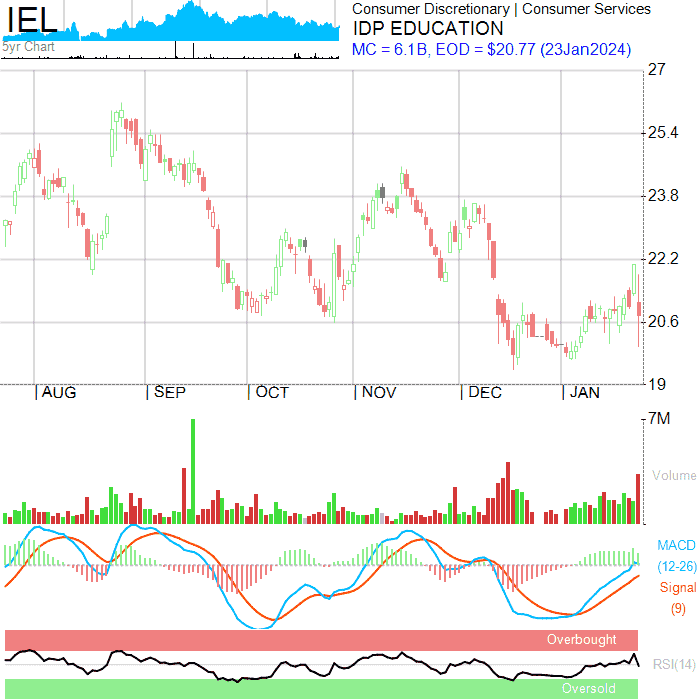 IEL
5yr Chart
Consumer Discretionary | Consumer Services
IDP EDUCATION
MC = 6.1B, EOD = $20.77 (23Jan2024)
27
25.4
23.8
22.2
20.6
19
| AUG | SEP | OCT | NOV | DEC | JAN
7M
Volume
MACD
(12-26)
Signal
(9)
Overbought
RSI(14)
Oversold